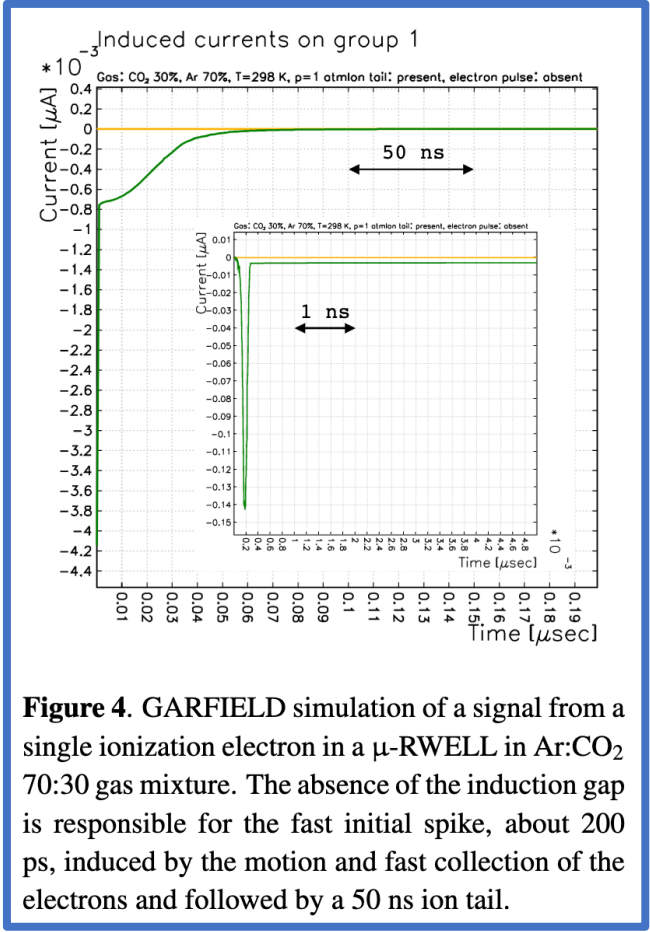 Induced currents on group 1
*10⁻³
Gas: CO₂ 30%, Ar 70%, T=298 K, p=1 atmIon tail: present, electron pulse: absent
Current [μA]
0.4
0.2
0
−0.2
−0.4
−0.6
−0.8
−1
−1.2
−1.4
−1.6
−1.8
−2
−2.2
−2.4
−2.6
−2.8
−3
−3.2
−3.4
−3.6
−3.8
−4
−4.2
−4.4
50 ns
Gas: CO₂ 30%, Ar 70%, T=298 K, p=1 atmIon tail: present, electron pulse: absent
Current [μA]
0.01
0
−0.01
−0.02
−0.03
−0.04
−0.05
−0.06
−0.07
−0.08
−0.09
−0.1
−0.11
−0.12
−0.13
−0.14
−0.15
1 ns
0.2 0.4 0.6 0.8 1 1.2 1.4 1.6 1.8 2 2.2 2.4 2.6 2.8 3 3.2 3.4 3.6 3.8 4 4.2 4.4 4.6 4.8
*10⁻³
Time [μsec]
0.01 0.02 0.03 0.04 0.05 0.06 0.07 0.08 0.09 0.1 0.11 0.12 0.13 0.14 0.15 0.16 0.17 0.18 0.19
Time [μsec]
Figure 4. GARFIELD simulation of a signal from a
single ionization electron in a μ-RWELL in Ar:CO₂
70:30 gas mixture. The absence of the induction gap
is responsible for the fast initial spike, about 200
ps, induced by the motion and fast collection of the
electrons and followed by a 50 ns ion tail.